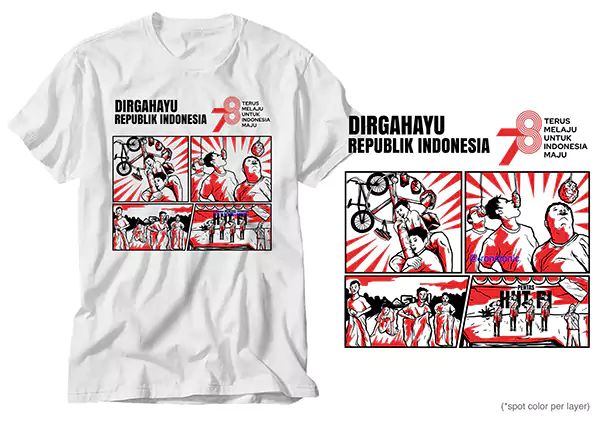 DIRGAHAYU
REPUBLIK INDONESIA
78
TERUS
MELAJU
UNTUK
INDONESIA
MAJU
DIRGAHAYU
REPUBLIK INDONESIA
78
TERUS
MELAJU
UNTUK
INDONESIA
MAJU
PENTAS
HUT RI
(*spot color per layer)